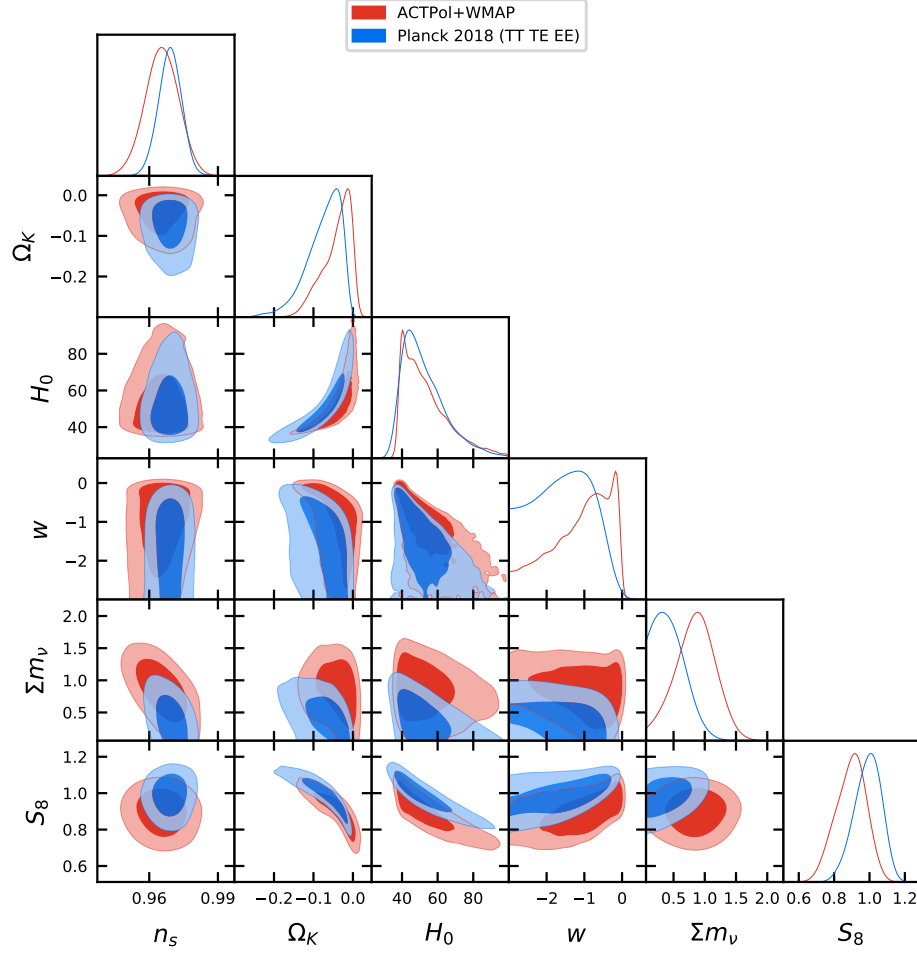 ACTPol+WMAP
Planck 2018 (TT TE EE)
0.0
−0.1
−0.2
Ω_K
80
60
40
H_0
0
−1
−2
w
2.0
1.5
1.0
0.5
Σm_ν
1.2
1.0
0.8
0.6
S_8
0.96 0.99
−0.2 −0.1 0.0
40 60 80
−2 −1 0
0.5 1.0 1.5 2.0
0.6 0.8 1.0 1.2
n_s Ω_K H_0 w Σm_ν S_8